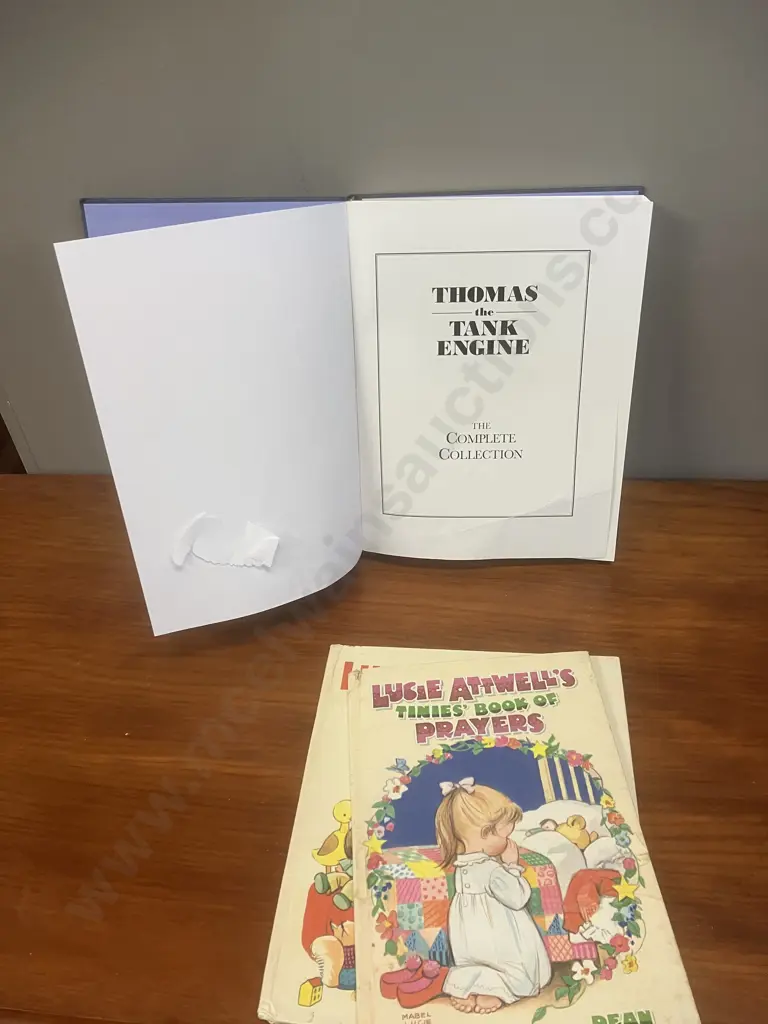 THOMAS
the
TANK
ENGINE
THE
COMPLETE
COLLECTION
LUCIE ATTWELL'S
TINIES' BOOK OF
PRAYERS
MABEL
LUCIE
DEAN